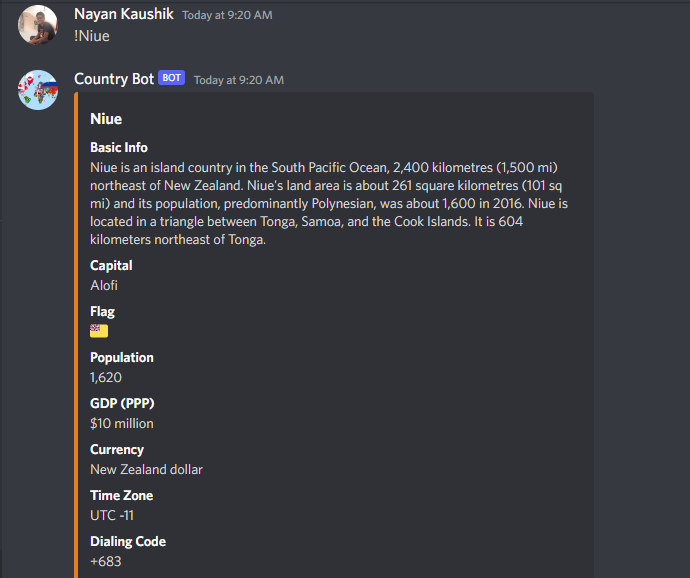 Nayan Kaushik Today at 9:20 AM
!Niue
Country Bot BOT Today at 9:20 AM
Niue
Basic Info
Niue is an island country in the South Pacific Ocean, 2,400 kilometres (1,500 mi)
northeast of New Zealand. Niue's land area is about 261 square kilometres (101 sq
mi) and its population, predominantly Polynesian, was about 1,600 in 2016. Niue is
located in a triangle between Tonga, Samoa, and the Cook Islands. It is 604
kilometers northeast of Tonga.
Capital
Alofi
Flag
Population
1,620
GDP (PPP)
$10 million
Currency
New Zealand dollar
Time Zone
UTC -11
Dialing Code
+683